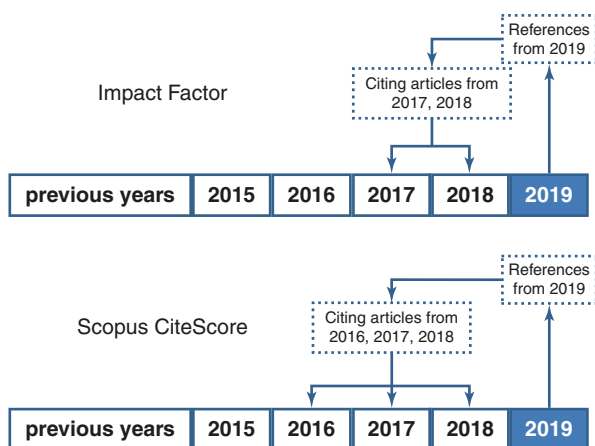 References
from 2019
Impact Factor
Citing articles from
2017, 2018
previous years 2015 2016 2017 2018 2019
References
from 2019
Scopus CiteScore
Citing articles from
2016, 2017, 2018
previous years 2015 2016 2017 2018 2019